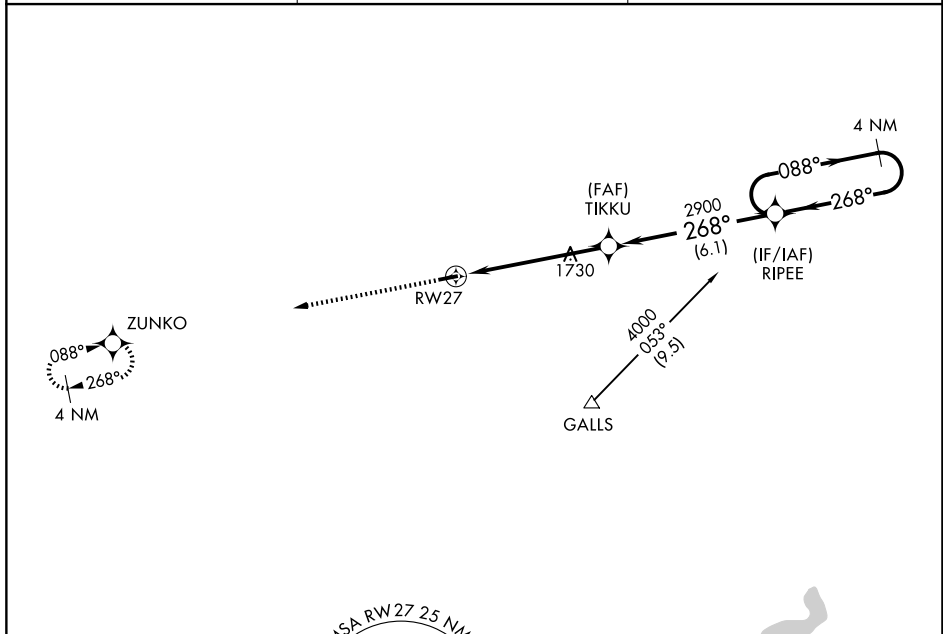 4 NM
088°
268°
(FAF)
TIKKU
2900
268°
(6.1)
(IF/IAF)
RIPEE
1730
RW27
4000
053°
(9.5)
GALLS
ZUNKO
088°
268°
4 NM
MSA RW27 25 NM